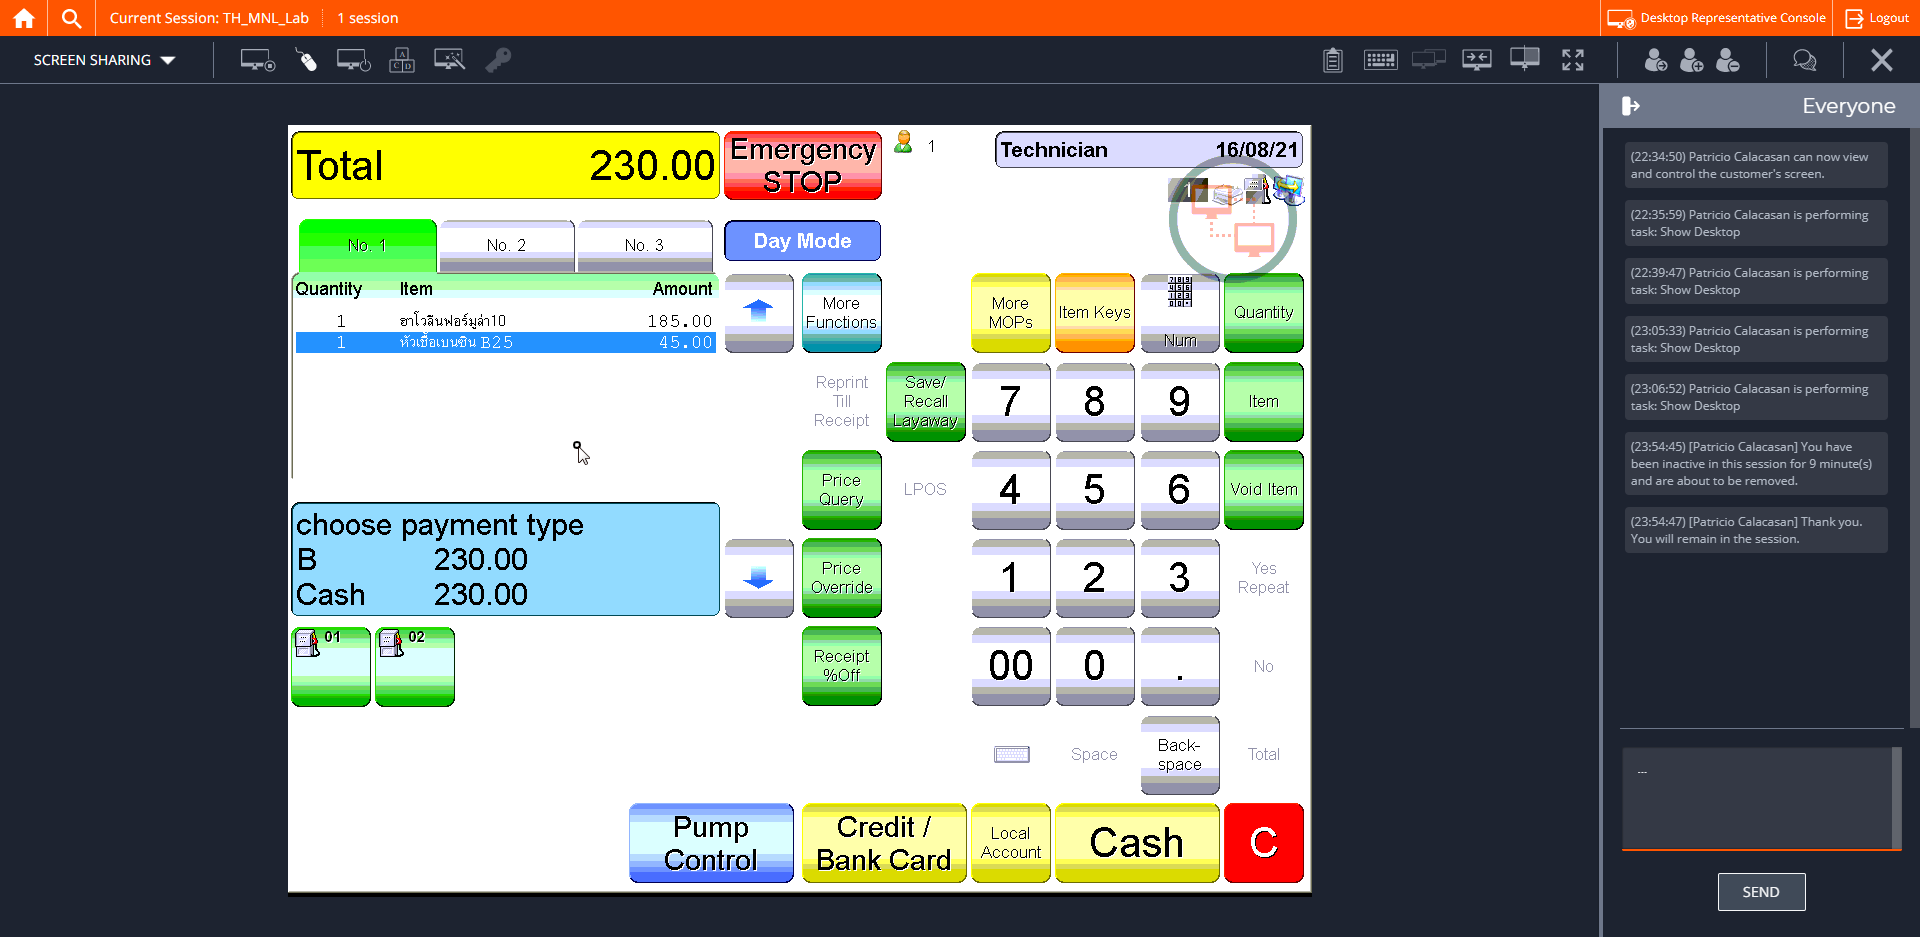 Current Session: TH_MNL_Lab 1 session Desktop Representative Console Logout
SCREEN SHARING
Everyone
(22:34:50) Patricio Calacasan can now view
and control the customer's screen.
(22:35:59) Patricio Calacasan is performing
task: Show Desktop
(22:39:47) Patricio Calacasan is performing
task: Show Desktop
(23:05:33) Patricio Calacasan is performing
task: Show Desktop
(23:06:52) Patricio Calacasan is performing
task: Show Desktop
(23:54:45) [Patricio Calacasan] You have
been inactive in this session for 9 minute(s)
and are about to be removed.
(23:54:47) [Patricio Calacasan] Thank you.
You will remain in the session.
...
SEND
Total 230.00
Emergency
STOP
1
Technician 16/08/21
1
No. 1 No. 2 No. 3
Day Mode
Quantity Item Amount
1 ฮาโวลีนฟอร์มูล่า10 185.00
1 หัวเชื้อเบนซิน B25 45.00
More
Functions
More
MOPs
Item Keys
Num
Quantity
Reprint
Till
Receipt
Save/
Recall
Layaway
7 8 9
Item
Price
Query
LPOS
4 5 6
Void Item
choose payment type
B 230.00
Cash 230.00
Price
Override
1 2 3
Yes
Repeat
01 02
Receipt
%Off
00 0 .
No
Space
Back-
space
Total
Pump
Control
Credit /
Bank Card
Local
Account
Cash
C